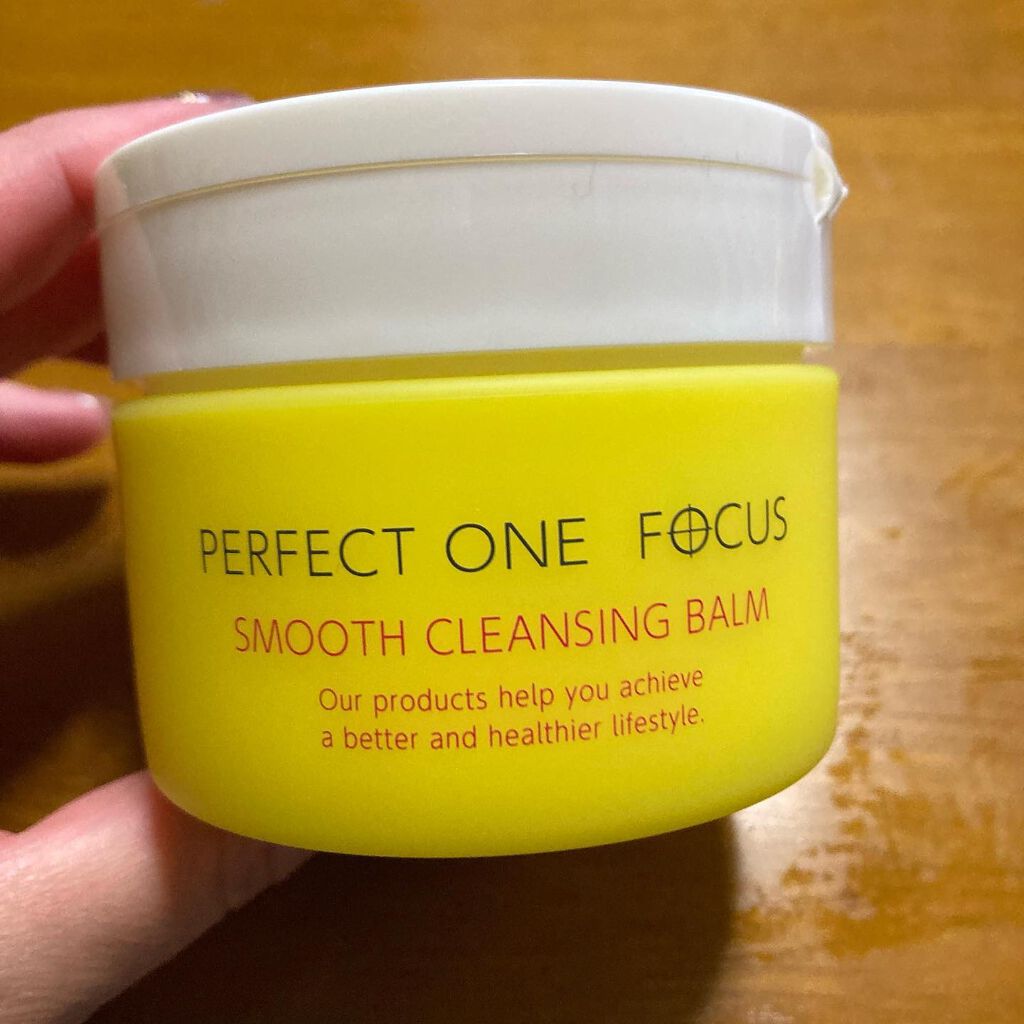 PERFECT ONE FOCUS
SMOOTH CLEANSING BALM
Our products help you achieve
a better and healthier lifestyle.